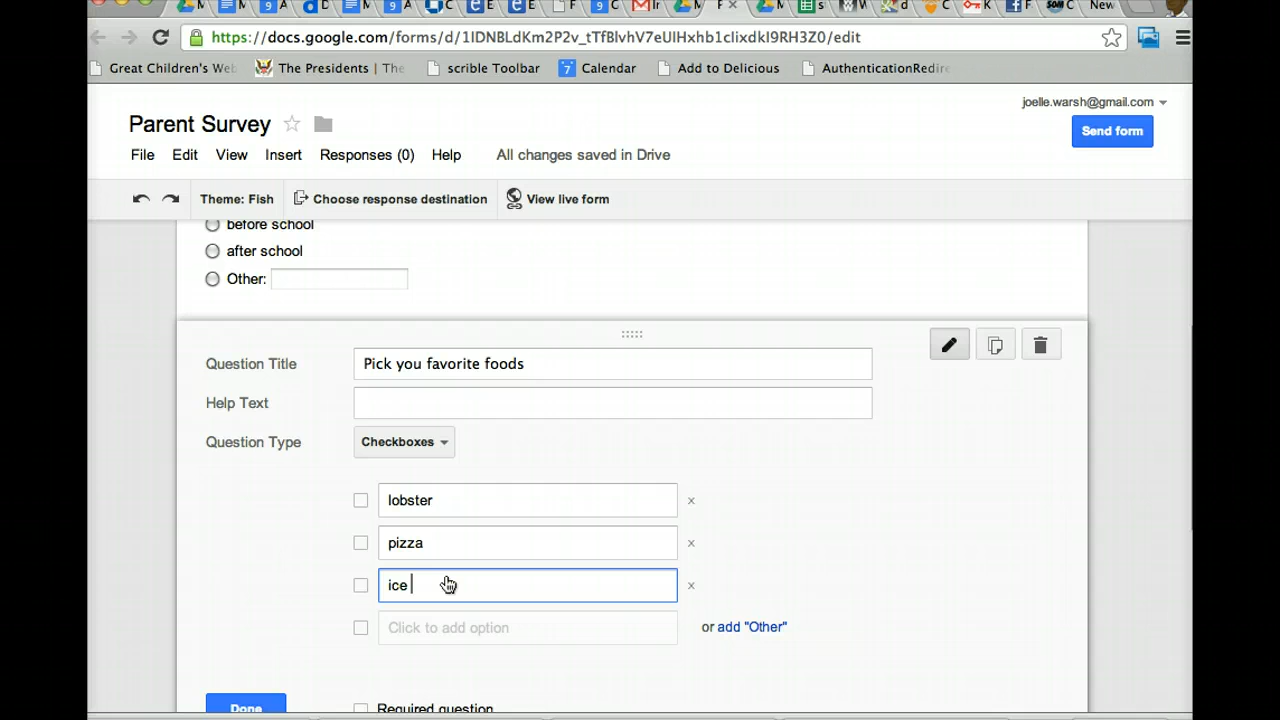 https://docs.google.com/forms/d/1lDNBLdKm2P2v_tTfBlvhV7eUlHxhb1clixdkl9RH3Z0/edit
Great Children's Web The Presidents | The scrible Toolbar 7 Calendar Add to Delicious AuthenticationRedire
joelle.warsh@gmail.com
Parent Survey
Send form
File Edit View Insert Responses (0) Help All changes saved in Drive
Theme: Fish Choose response destination View live form
before school
after school
Other:
Question Title Pick you favorite foods
Help Text
Question Type Checkboxes
lobster x
pizza x
ice x
Click to add option or add "Other"
Done Required question